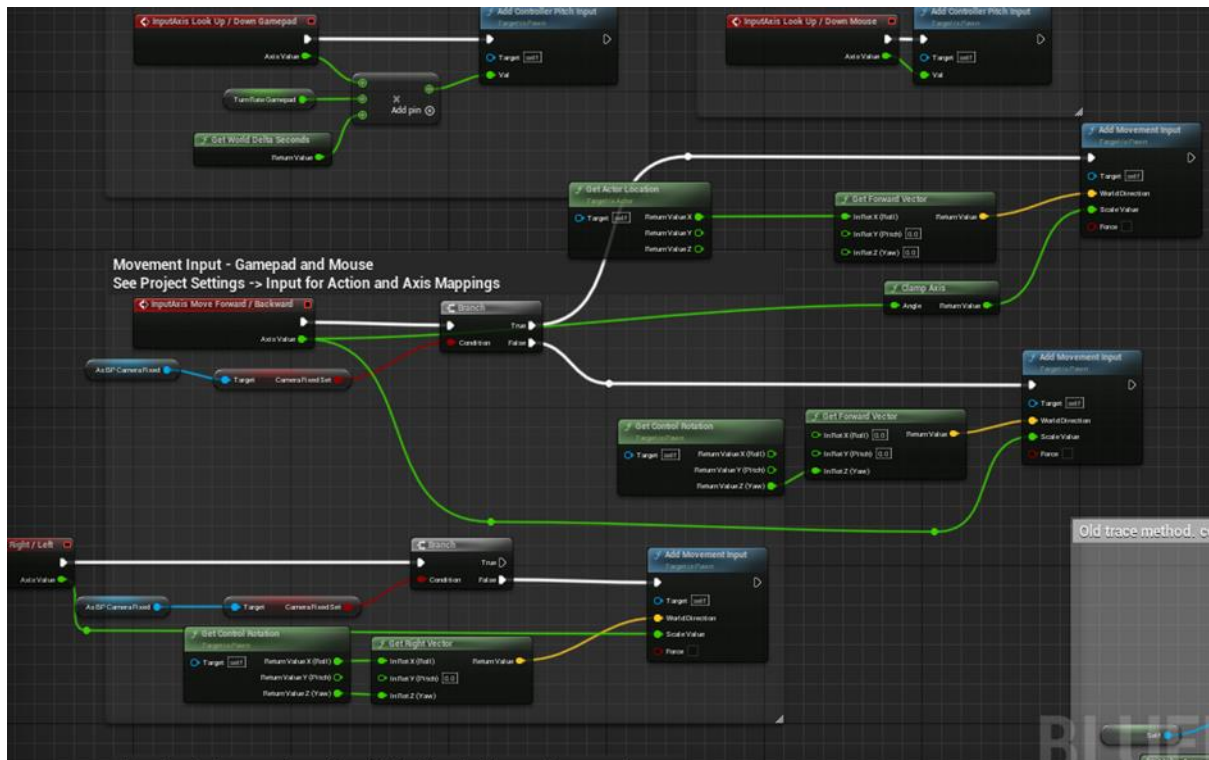 InputAxis Look Up / Down Gamepad
Axis Value
TurnRateGamepad
Get World Delta Seconds
Return Value
Add pin
Add Controller Pitch Input
Target is Pawn
Target self
Val
InputAxis Look Up / Down Mouse
Axis Value
Add Controller Pitch Input
Target is Pawn
Target self
Val
Add Movement Input
Target is Pawn
Target self
World Direction
Scale Value
Force
Get Actor Location
Target is Actor
Target self
Return Value X
Return Value Y
Return Value Z
Get Forward Vector
In Rot X (Roll)
Return Value
In Rot Y (Pitch) 0.0
In Rot Z (Yaw) 0.0
Clamp Axis
Angle
Return Value
Movement Input - Gamepad and Mouse
See Project Settings -> Input for Action and Axis Mappings
InputAxis Move Forward / Backward
Axis Value
Branch
True
Condition
False
As BP Camera Fixed
Target
Camera Fixed Set
Add Movement Input
Target is Pawn
Target self
World Direction
Scale Value
Force
Get Control Rotation
Target is Pawn
Target self
Return Value X (Roll)
Return Value Y (Pitch)
Return Value Z (Yaw)
Get Forward Vector
In Rot X (Roll) 0.0
Return Value
In Rot Y (Pitch) 0.0
In Rot Z (Yaw)
Right / Left
Axis Value
Branch
True
Condition
False
As BP Camera Fixed
Target
Camera Fixed Set
Add Movement Input
Target is Pawn
Target self
World Direction
Scale Value
Force
Get Control Rotation
Target is Pawn
Target self
Return Value X (Roll)
Return Value Y (Pitch)
Return Value Z (Yaw)
Get Right Vector
In Rot X (Roll)
Return Value
In Rot Y (Pitch) 0.0
In Rot Z (Yaw)
Old trace method.
Self